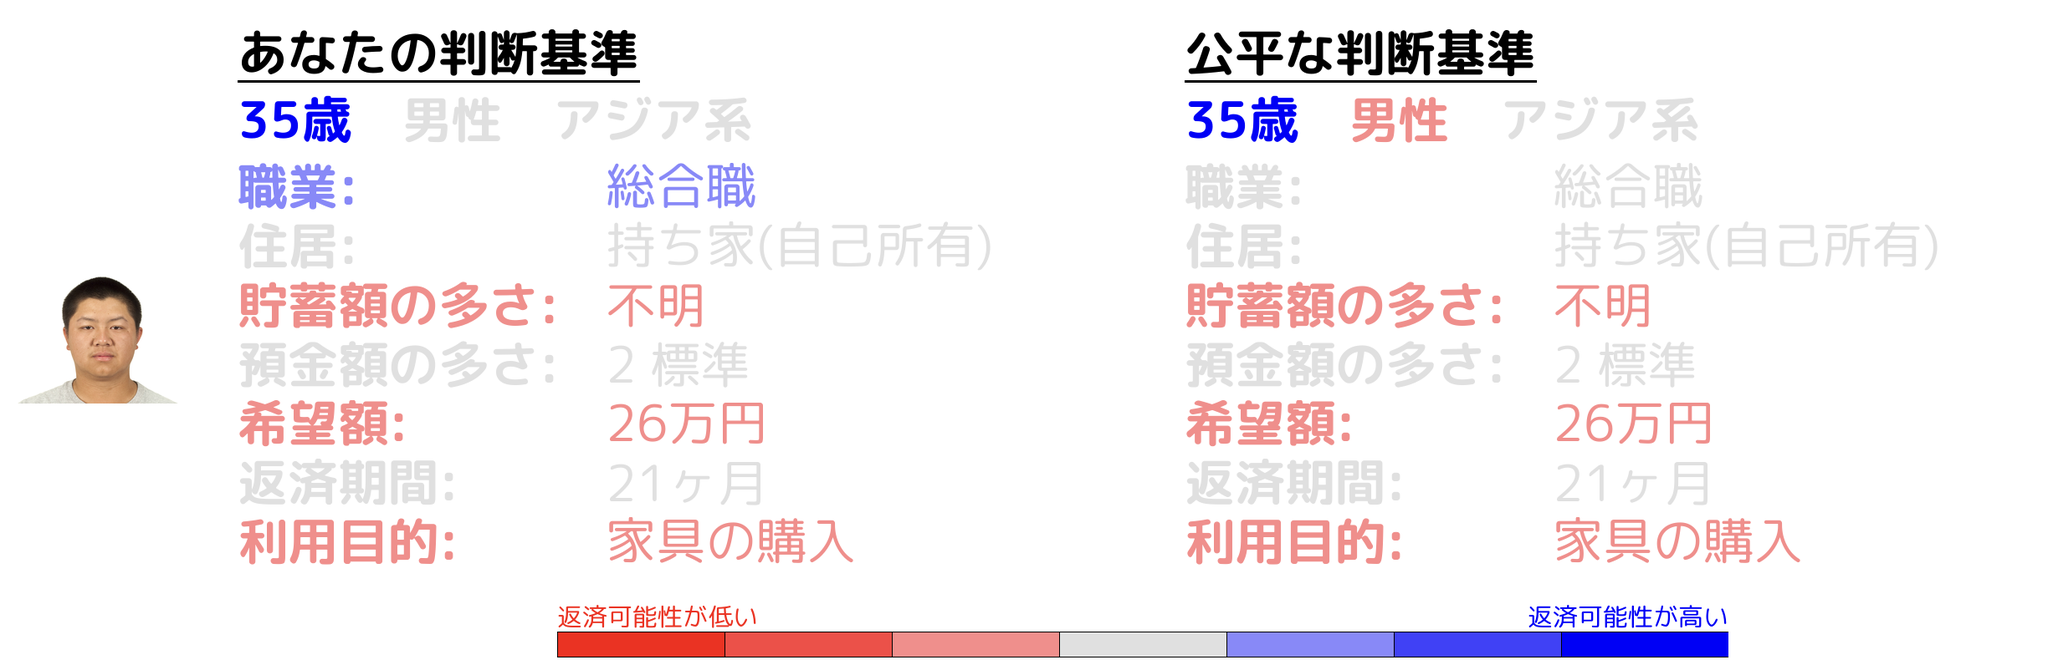 あなたの判断基準
35歳 男性 アジア系
職業: 総合職
住居: 持ち家(自己所有)
貯蓄額の多さ: 不明
預金額の多さ: 2 標準
希望額: 26万円
返済期間: 21ヶ月
利用目的: 家具の購入
公平な判断基準
35歳 男性 アジア系
職業: 総合職
住居: 持ち家(自己所有)
貯蓄額の多さ: 不明
預金額の多さ: 2 標準
希望額: 26万円
返済期間: 21ヶ月
利用目的: 家具の購入
返済可能性が低い
返済可能性が高い